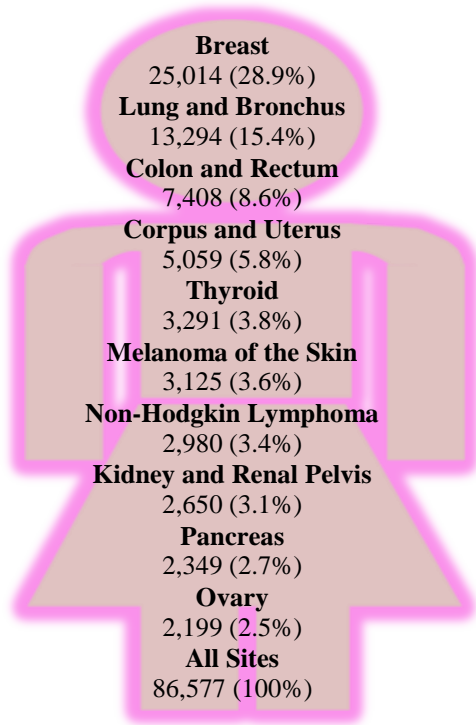 Breast
25,014 (28.9%)
Lung and Bronchus
13,294 (15.4%)
Colon and Rectum
7,408 (8.6%)
Corpus and Uterus
5,059 (5.8%)
Thyroid
3,291 (3.8%)
Melanoma of the Skin
3,125 (3.6%)
Non-Hodgkin Lymphoma
2,980 (3.4%)
Kidney and Renal Pelvis
2,650 (3.1%)
Pancreas
2,349 (2.7%)
Ovary
2,199 (2.5%)
All Sites
86,577 (100%)